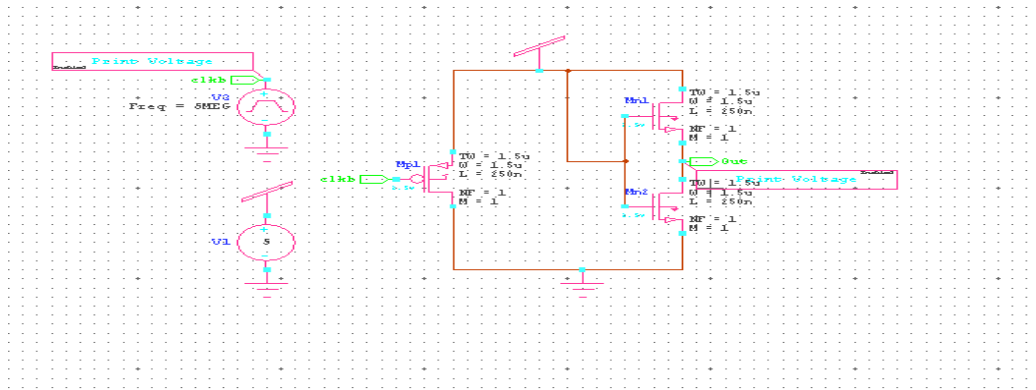 Print Voltage
clkb
V2
Freq = 5MEG
V1
5
clkb
Mp1
TW = 1.5u
W = 1.5u
L = 250n
NF = 1
M = 1
Mn1
TW = 1.5u
W = 1.5u
L = 250n
NF = 1
M = 1
Out
Print Voltage
Mn2
TW = 1.5u
W = 1.5u
L = 250n
NF = 1
M = 1